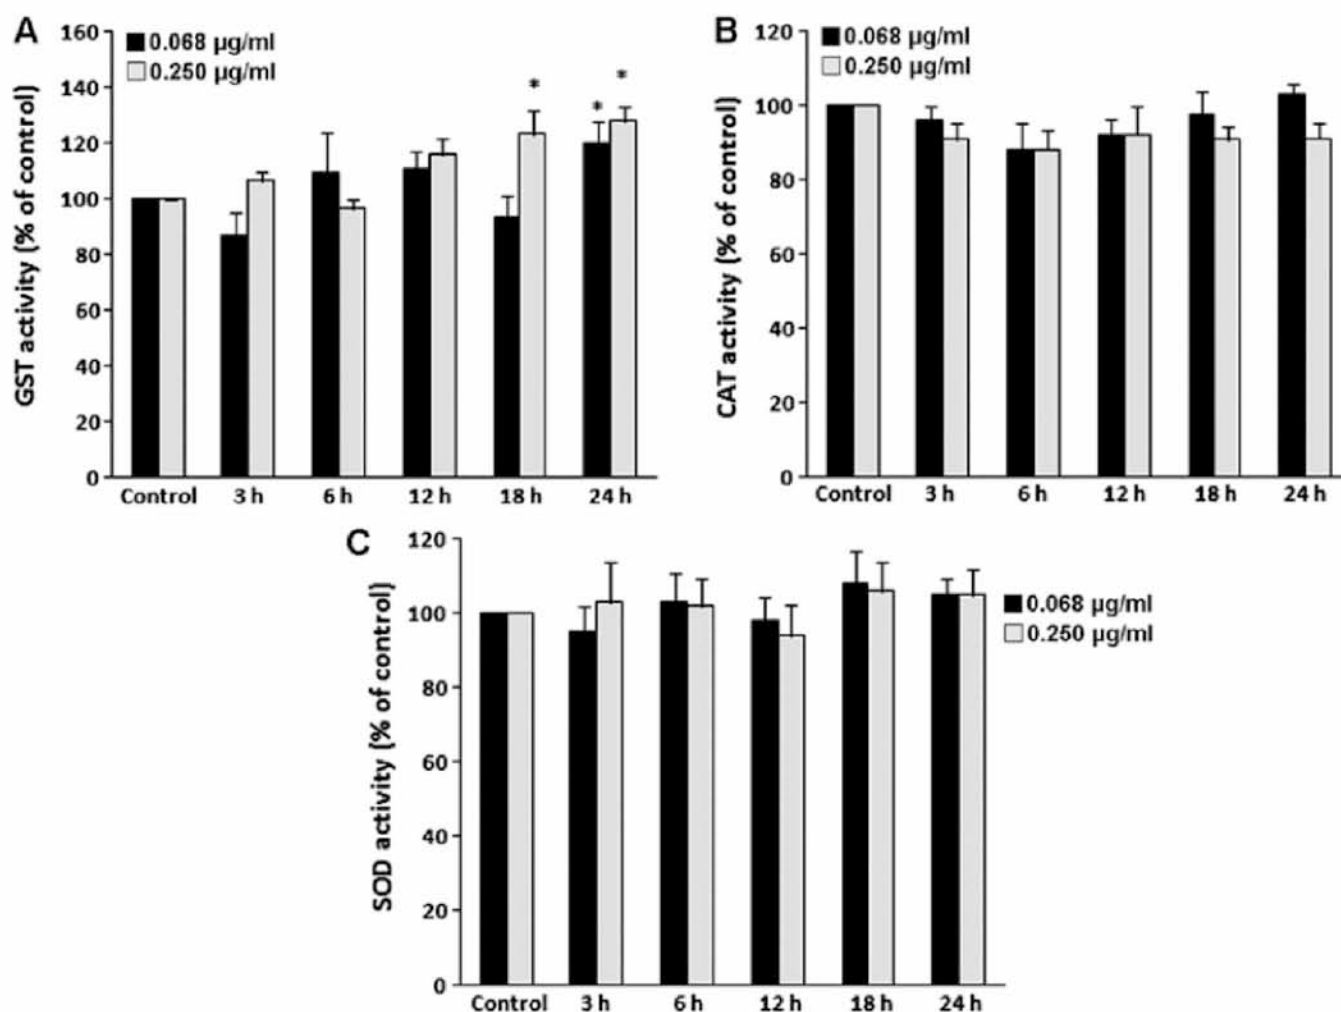 A
160
140
120
100
80
60
40
20
0
GST activity (% of control)
0.068 µg/ml
0.250 µg/ml
*
*
*
Control 3 h 6 h 12 h 18 h 24 h
B
120
100
80
60
40
20
0
CAT activity (% of control)
0.068 µg/ml
0.250 µg/ml
Control 3 h 6 h 12 h 18 h 24 h
C
120
100
80
60
40
20
0
SOD activity (% of control)
0.068 µg/ml
0.250 µg/ml
Control 3 h 6 h 12 h 18 h 24 h